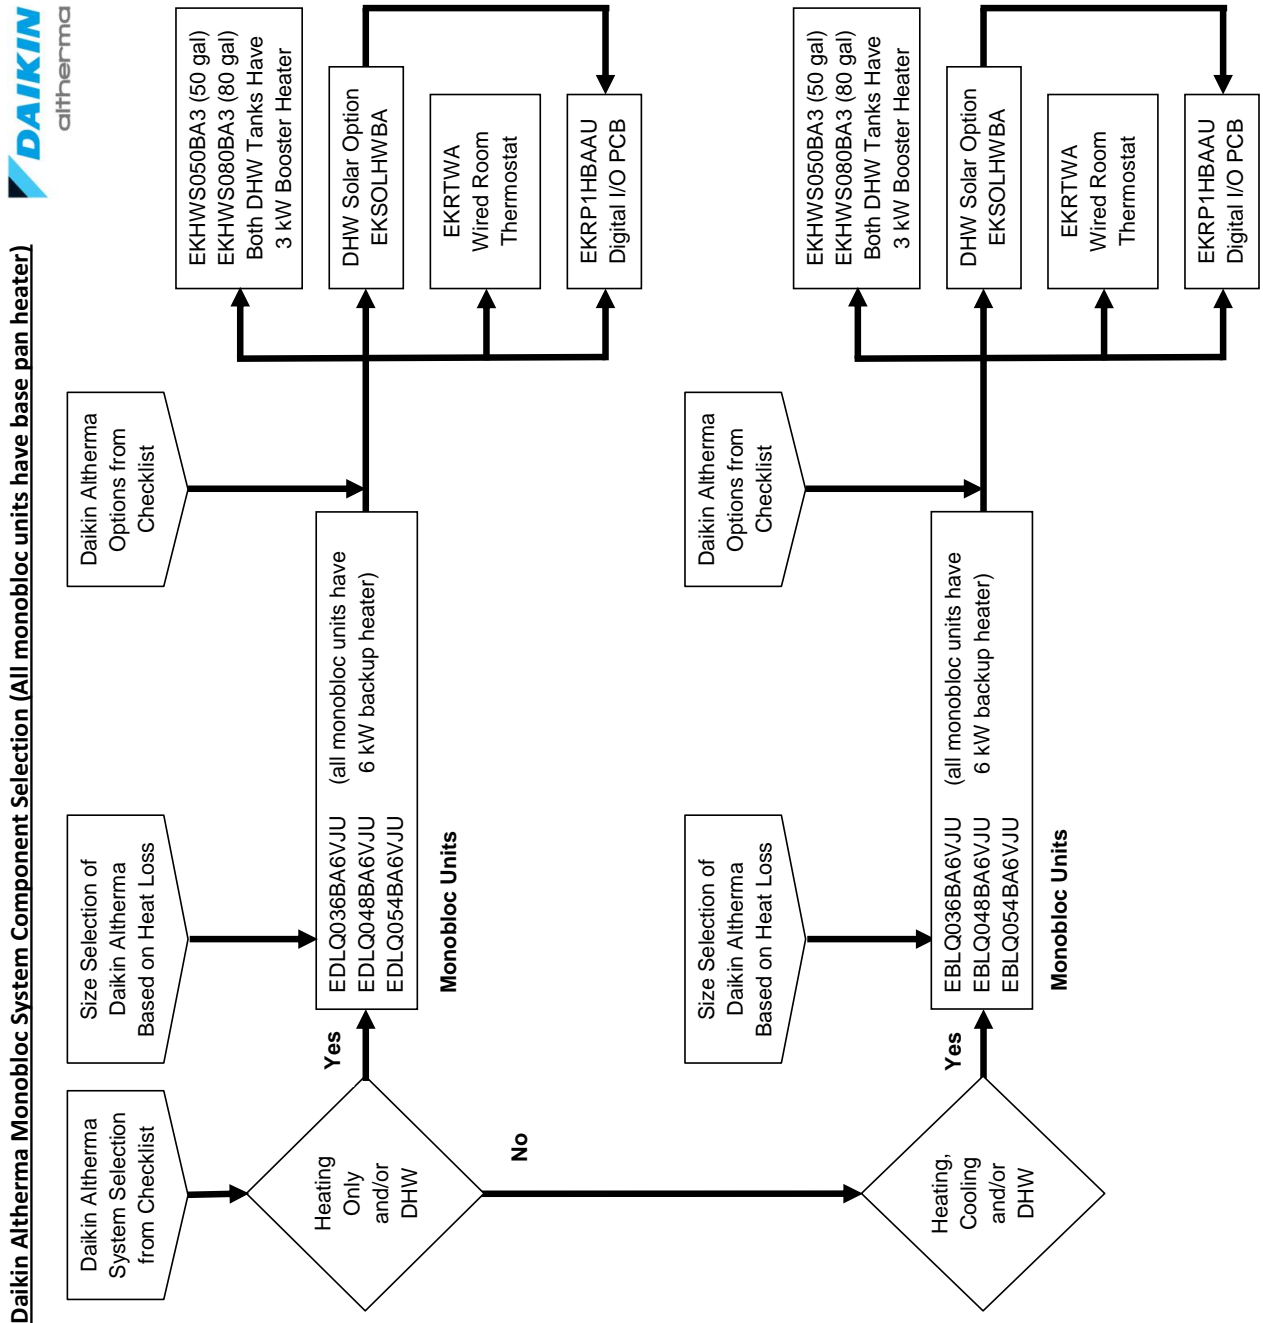 Daikin Altherma Monobloc System Component Selection (All monobloc units have base pan heater)
DAIKIN
altherma
Daikin Altherma
System Selection
from Checklist
Size Selection of
Daikin Altherma
Based on Heat Loss
Daikin Altherma
Options from
Checklist
Heating
Only
and/or
DHW
Yes
No
EDLQ036BA6VJU (all monobloc units have
EDLQ048BA6VJU 6 kW backup heater)
EDLQ054BA6VJU
Monobloc Units
EKHWS050BA3 (50 gal)
EKHWS080BA3 (80 gal)
Both DHW Tanks Have
3 kW Booster Heater
DHW Solar Option
EKSOLHWBA
EKRTWA
Wired Room
Thermostat
EKRP1HBAAU
Digital I/O PCB
Size Selection of
Daikin Altherma
Based on Heat Loss
Daikin Altherma
Options from
Checklist
Heating,
Cooling
and/or
DHW
Yes
EBLQ036BA6VJU (all monobloc units have
EBLQ048BA6VJU 6 kW backup heater)
EBLQ054BA6VJU
Monobloc Units
EKHWS050BA3 (50 gal)
EKHWS080BA3 (80 gal)
Both DHW Tanks Have
3 kW Booster Heater
DHW Solar Option
EKSOLHWBA
EKRTWA
Wired Room
Thermostat
EKRP1HBAAU
Digital I/O PCB